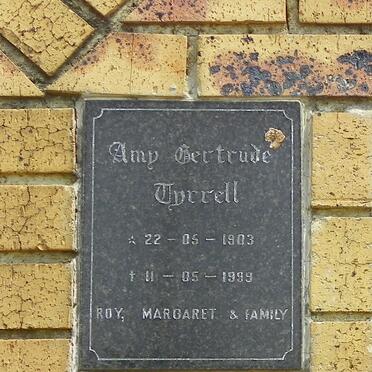 Amy Gertrude
Tyrrell
☆ 22 - 05 - 1903
† 11 - 05 - 1999
ROY, MARGARET & FAMILY